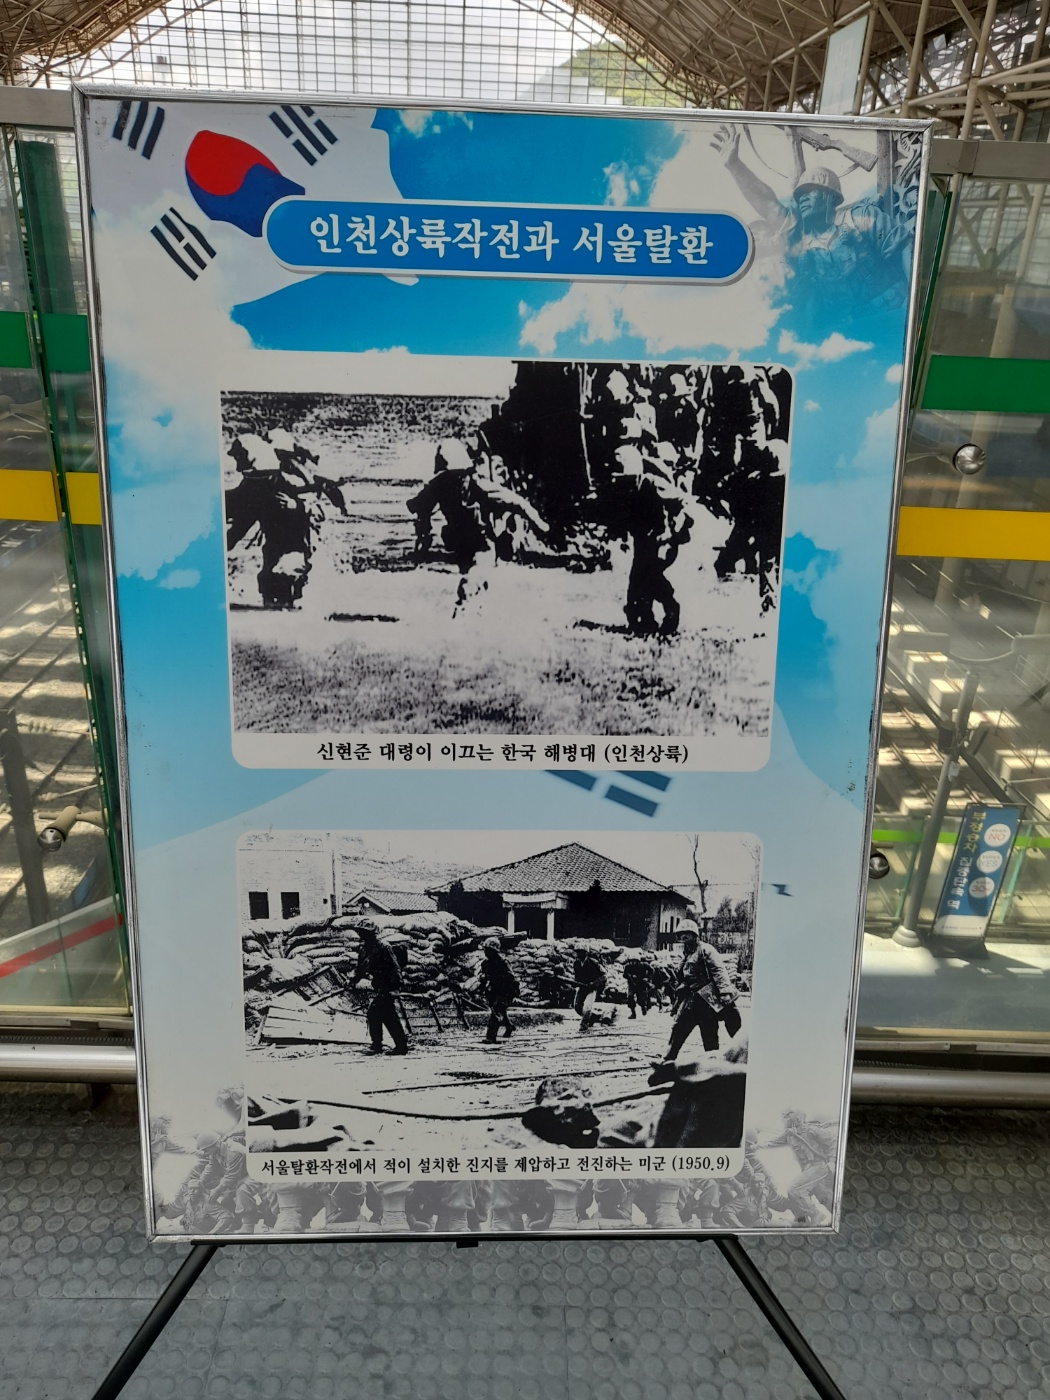 인천상륙작전과 서울탈환
신현준 대령이 이끄는 한국 해병대 (인천상륙)
서울탈환작전에서 적이 설치한 진지를 제압하고 전진하는 미군 (1950.9)
NO